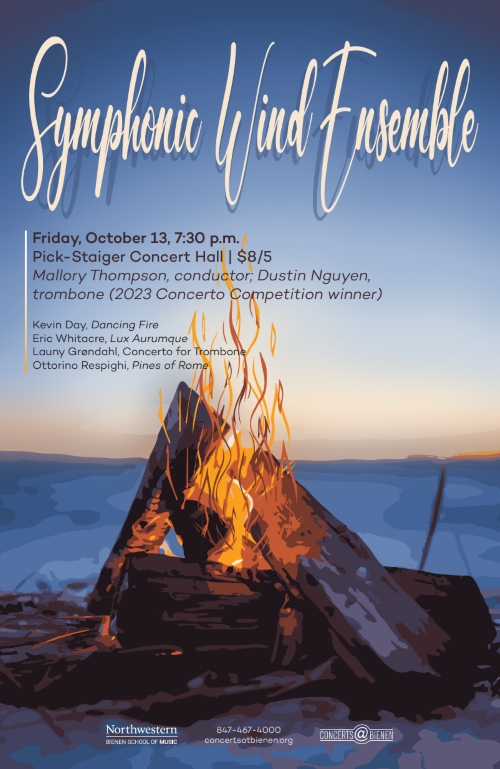 Symphonic Wind Ensemble
Friday, October 13, 7:30 p.m.
Pick-Staiger Concert Hall | $8/5
Mallory Thompson, conductor; Dustin Nguyen,
trombone (2023 Concerto Competition winner)
Kevin Day, Dancing Fire
Eric Whitacre, Lux Aurumque
Launy Grøndahl, Concerto for Trombone
Ottorino Respighi, Pines of Rome
Northwestern
BIENEN SCHOOL OF MUSIC
847-467-4000
concertsatbienen.org
CONCERTS@BIENEN